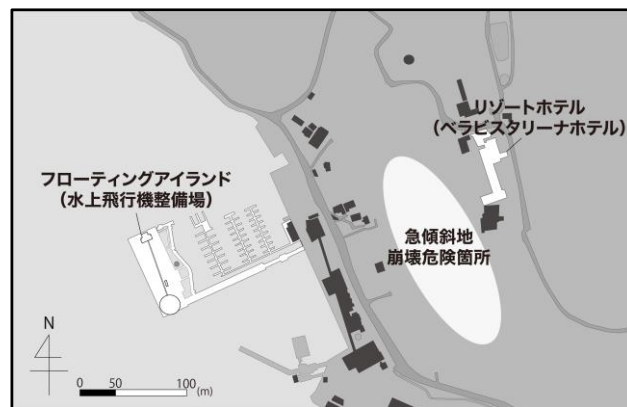 リゾートホテル
（ベラビスタリーナホテル）
フローティングアイランド
（水上飛行機整備場）
急傾斜地
崩壊危険箇所
N
0 50 100
(m)